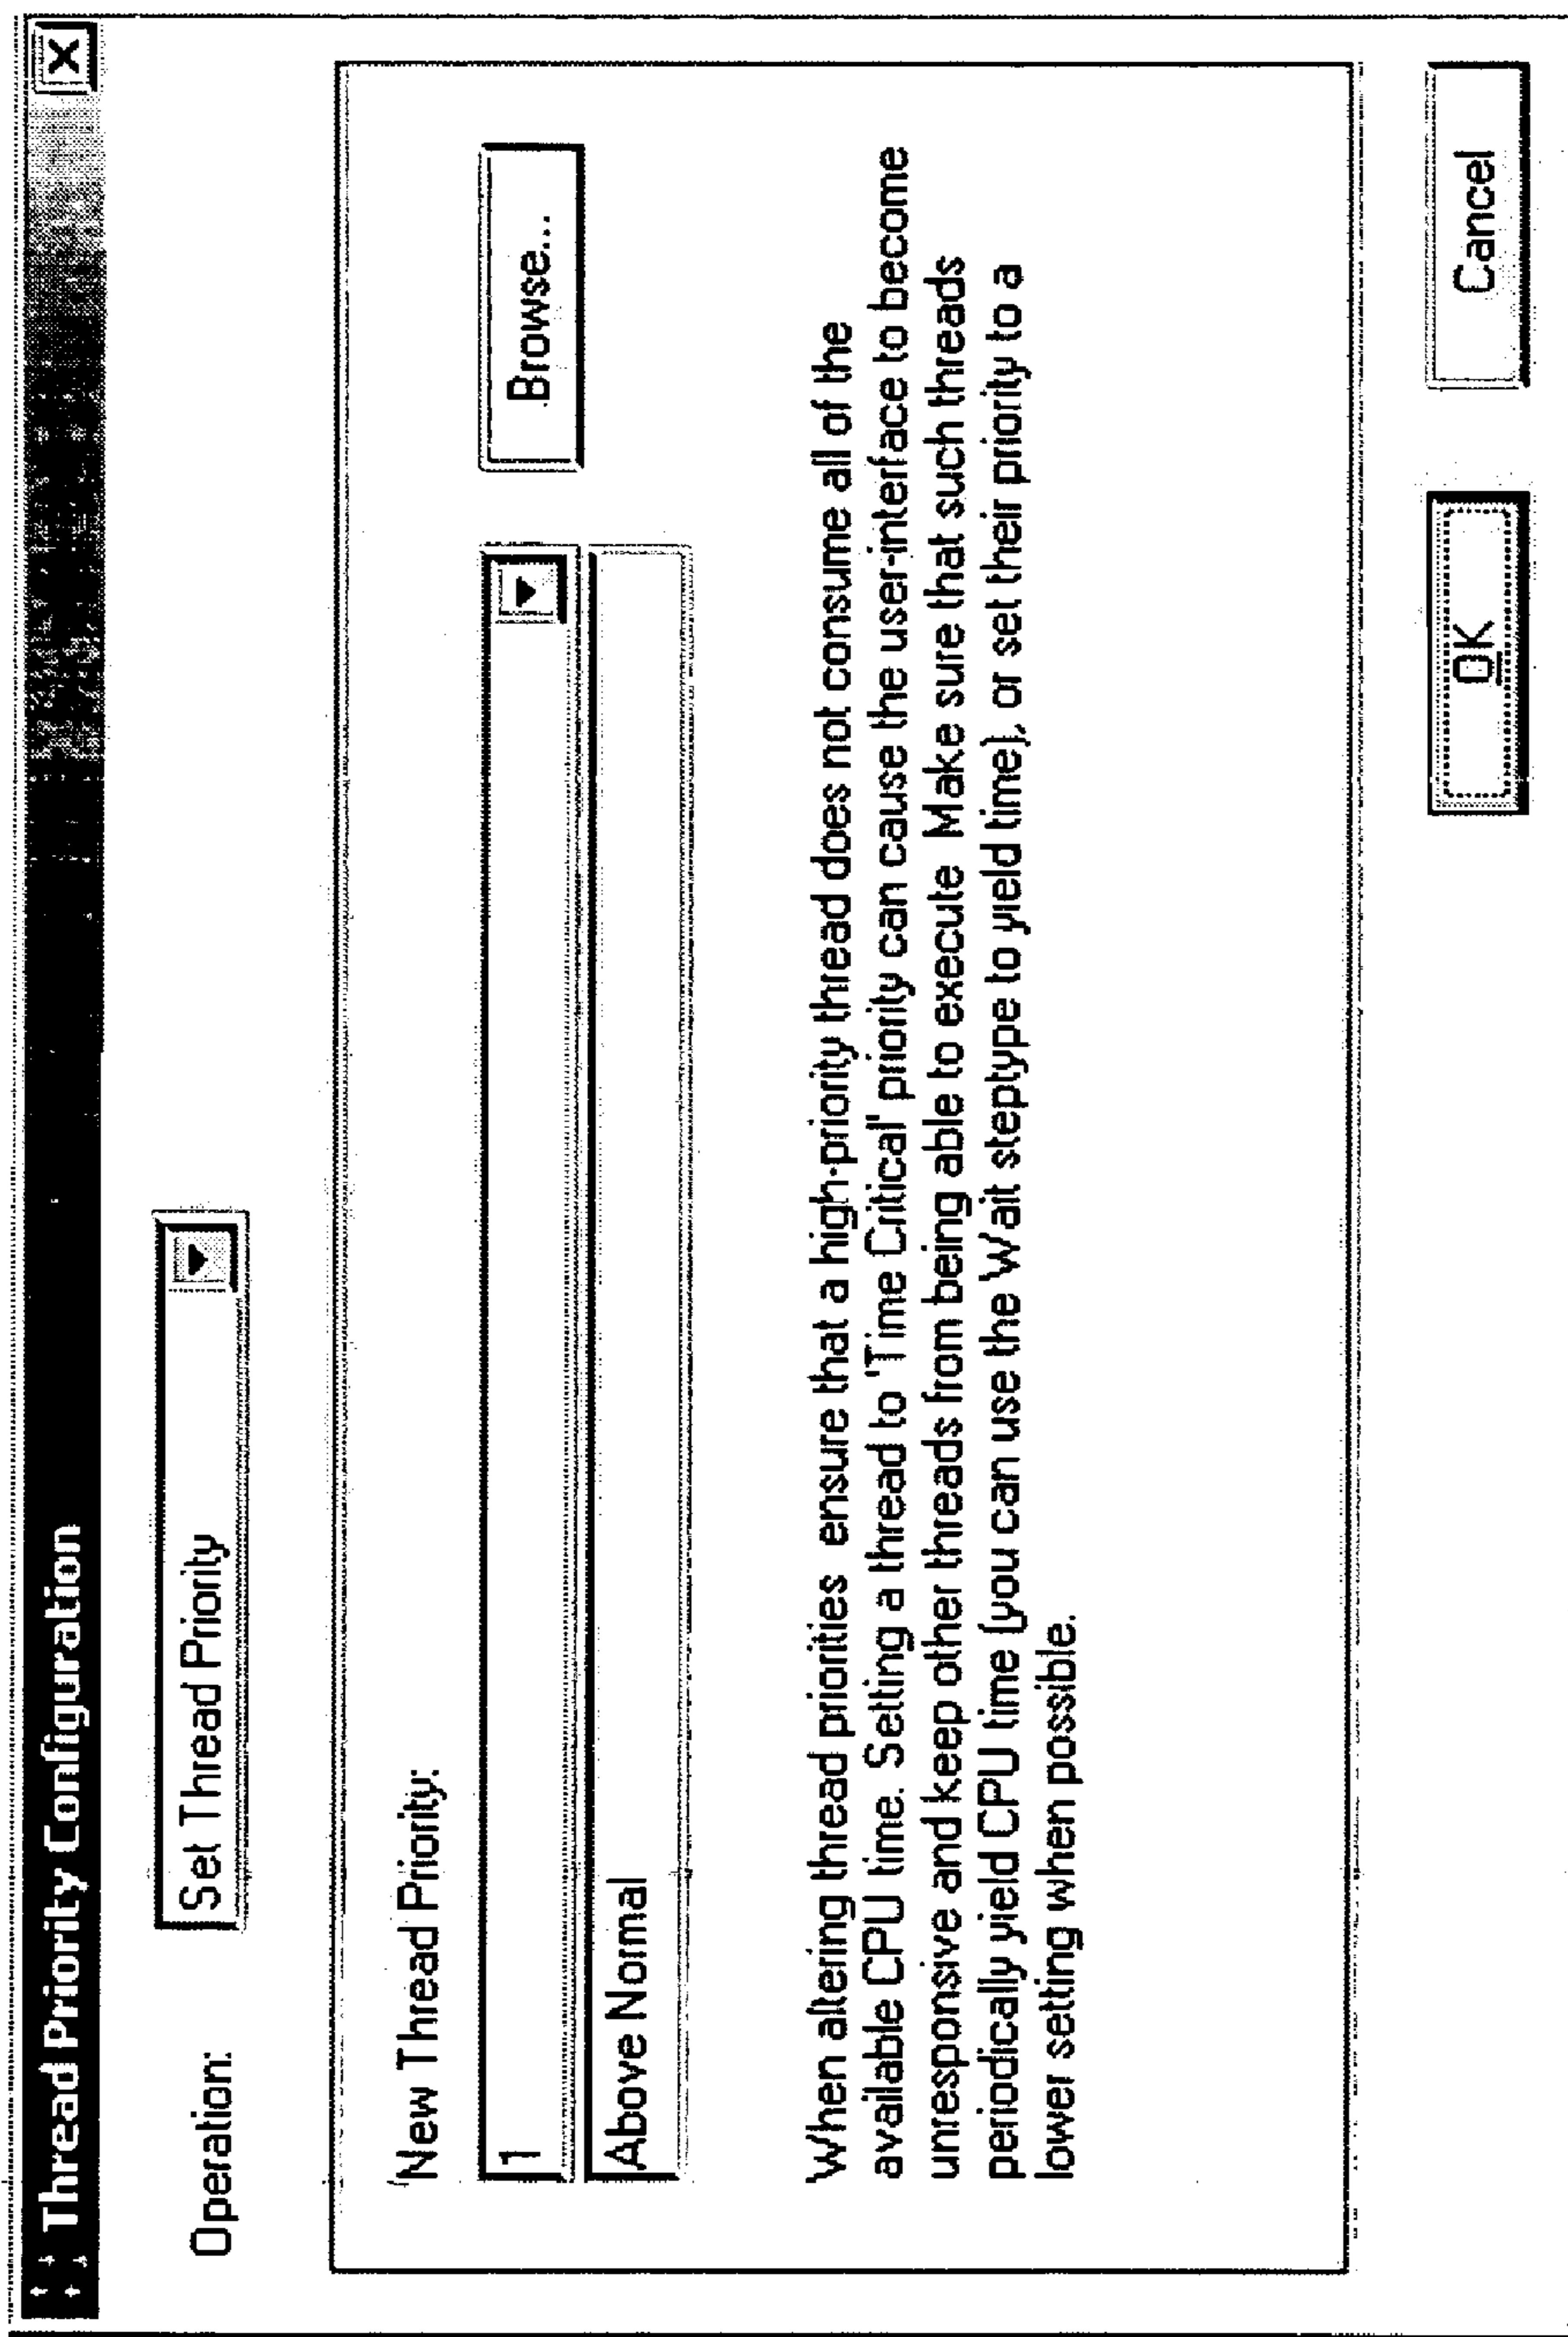 Thread Priority Configuration
Operation:
Set Thread Priority
New Thread Priority:
1
Browse...
Above Normal
When altering thread priorities ensure that a high-priority thread does not consume all of the
available CPU time. Setting a thread to 'Time Critical' priority can cause the user-interface to become
unresponsive and keep other threads from being able to execute Make sure that such threads
periodically yield CPU time (you can use the Wait steptype to yield time), or set their priority to a
lower setting when possible.
OK
Cancel